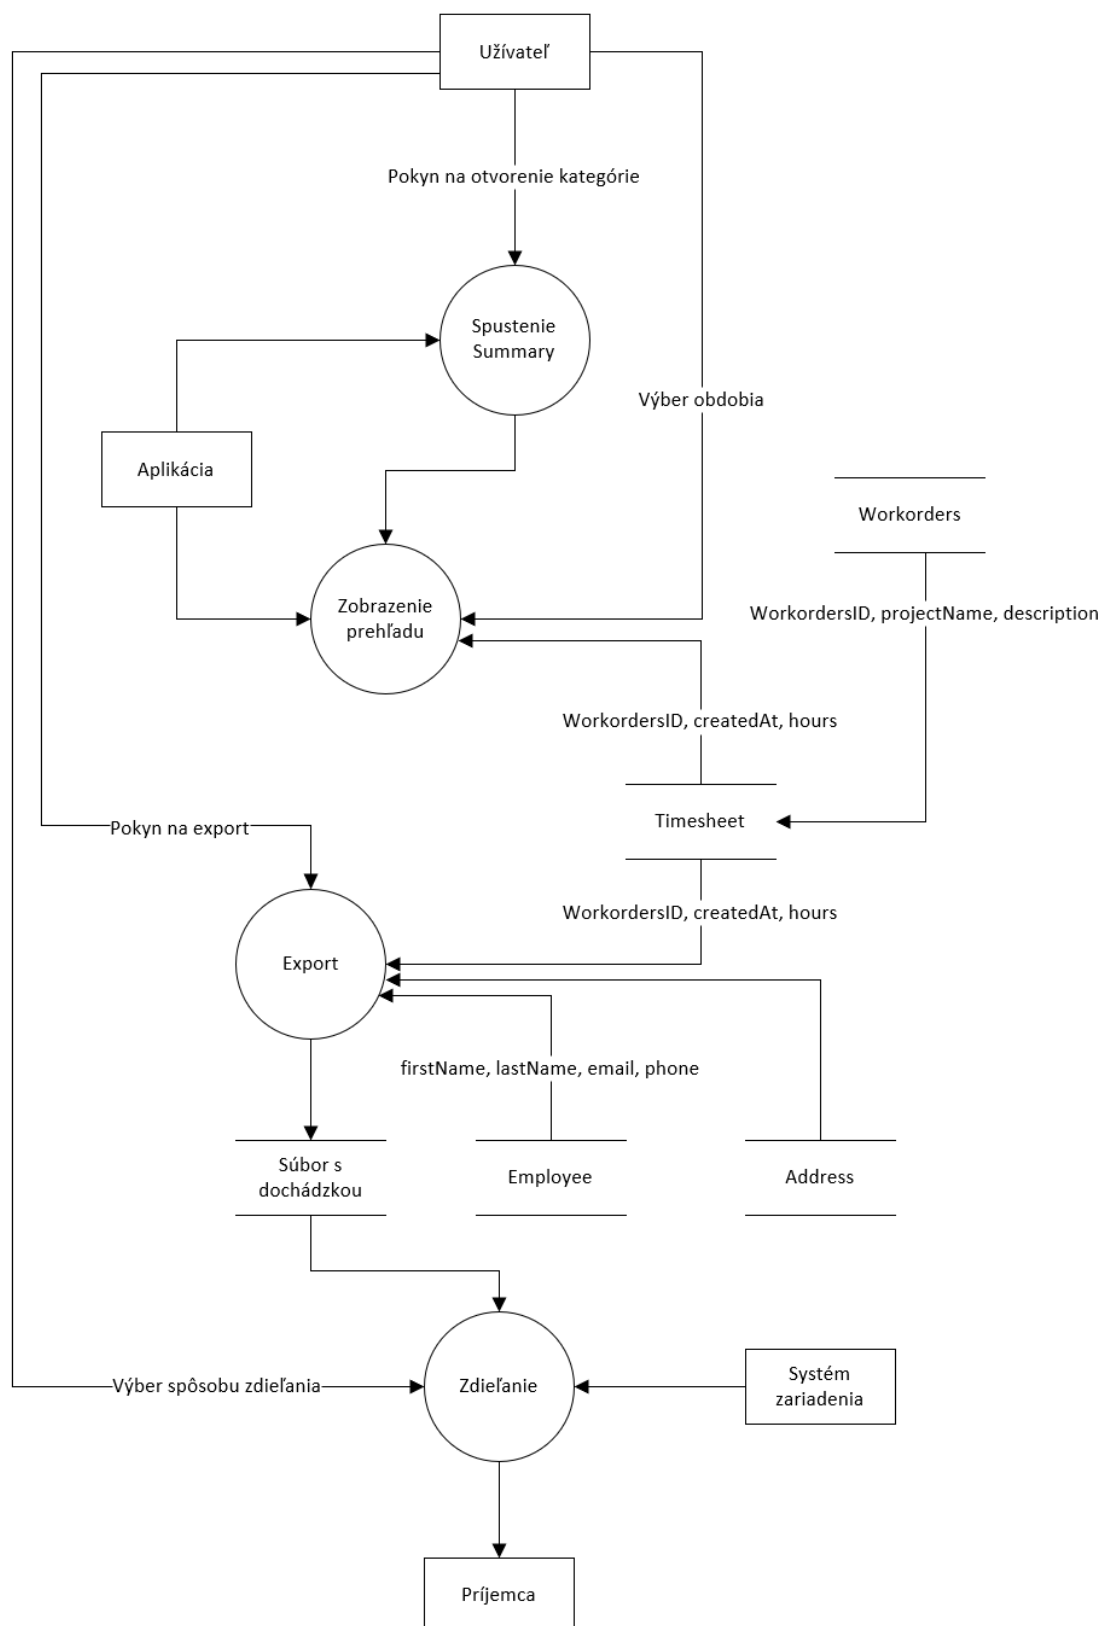 Užívateľ
Pokyn na otvorenie kategórie
Spustenie
Summary
Výber obdobia
Aplikácia
Workorders
Zobrazenie
prehľadu
WorkordersID, projectName, description
WorkordersID, createdAt, hours
Timesheet
Pokyn na export
WorkordersID, createdAt, hours
Export
firstName, lastName, email, phone
Súbor s
dochádzkou
Employee
Address
Výber spôsobu zdieľania
Zdieľanie
Systém
zariadenia
Príjemca